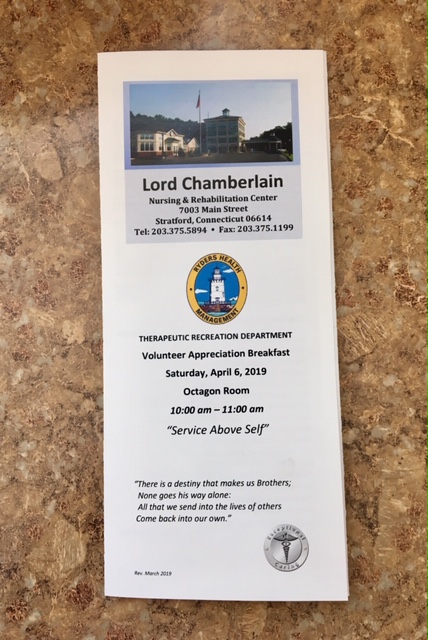 Lord Chamberlain
Nursing & Rehabilitation Center
7003 Main Street
Stratford, Connecticut 06614
Tel: 203.375.5894 • Fax: 203.375.1199
RYDERS HEALTH
MANAGEMENT
THERAPEUTIC RECREATION DEPARTMENT
Volunteer Appreciation Breakfast
Saturday, April 6, 2019
Octagon Room
10:00 am – 11:00 am
"Service Above Self"
"There is a destiny that makes us Brothers;
None goes his way alone:
All that we send into the lives of others
Come back into our own."
Exceptional
Caring
Rev. March 2019